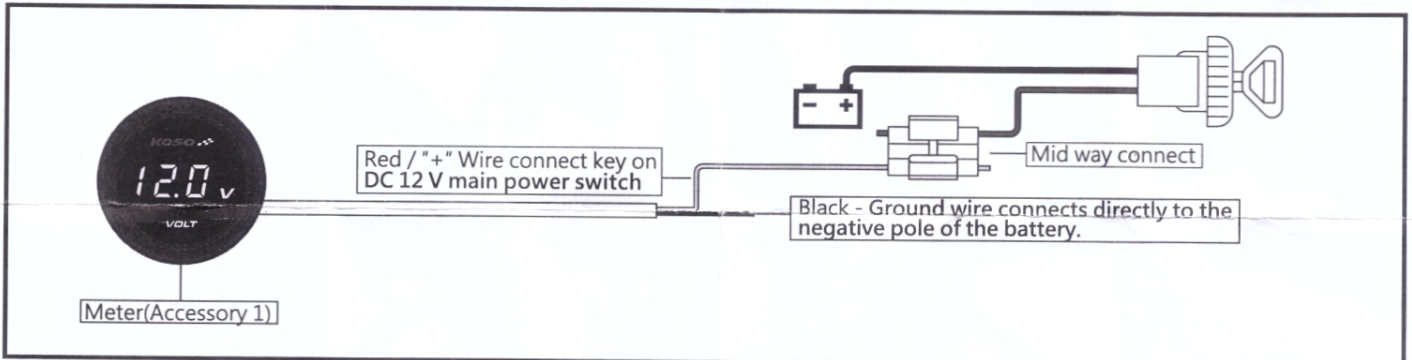 KOSO
12.0 V
VOLT
Red / "+" Wire connect key on
DC 12 V main power switch
- +
Mid way connect
Black - Ground wire connects directly to the
negative pole of the battery.
Meter(Accessory 1)